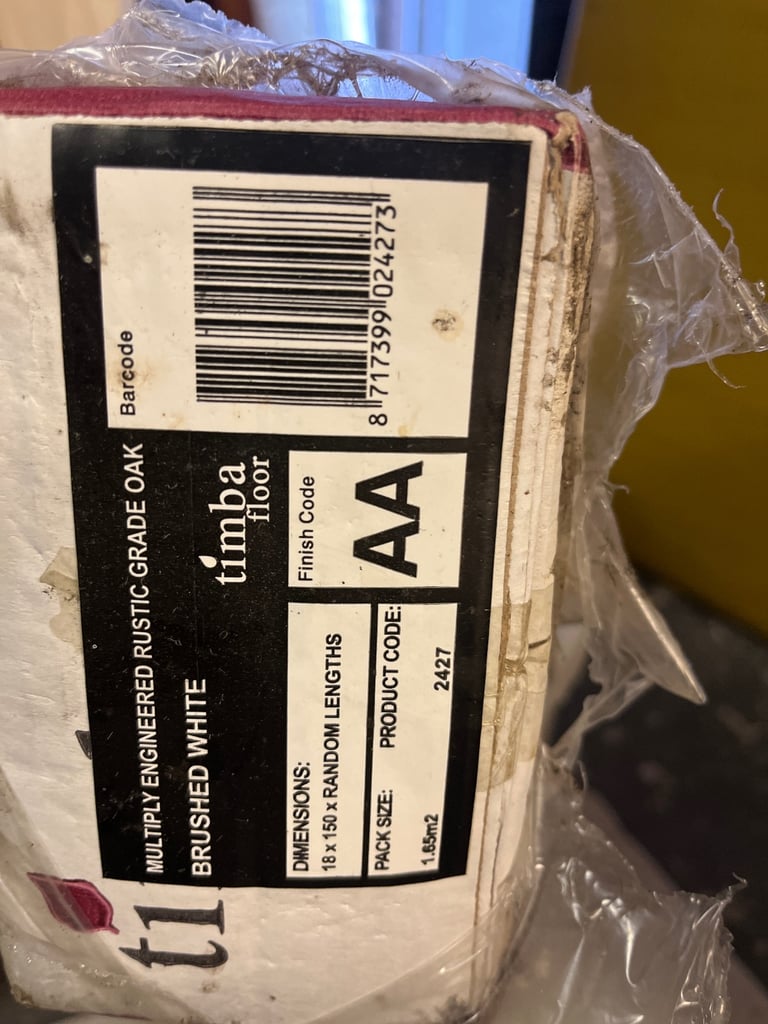 MULTIPLY ENGINEERED RUSTIC GRADE OAK
BRUSHED WHITE
timba
floor
Barcode
8 717399 024273
DIMENSIONS:
18 x 150 x RANDOM LENGTHS
PACK SIZE:
1.65m2
PRODUCT CODE:
2427
Finish Code
AA
ti